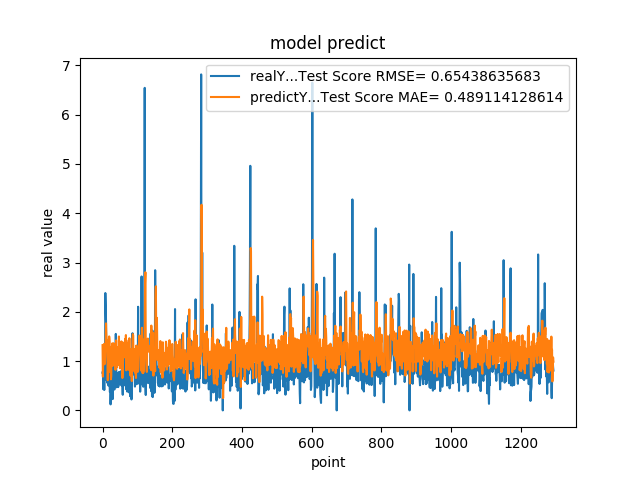 model predict
realY...Test Score RMSE= 0.65438635683
predictY...Test Score MAE= 0.489114128614
7
6
5
4
3
2
1
0
real value
0 200 400 600 800 1000 1200
point